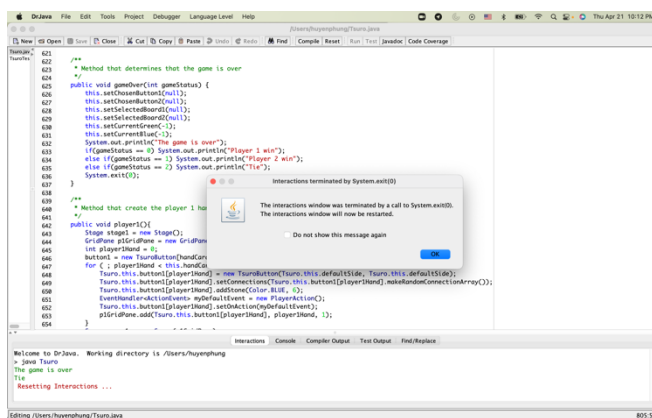 DrJava File Edit Tools Project Debugger Language Level Help Thu Apr 21 10:12 PM
/Users/huyenphung/Tsuro.java
New Open Save Close Cut Copy Paste Undo Redo Find Compile Reset Run Test Javadoc Code Coverage
Tsuro.jav
TsuroTes
621
622 /**
623 * Method that determines that the game is over
624 */
625 public void gameOver(int gameStatus) {
626 this.setChosenButton1(null);
627 this.setChosenButton2(null);
628 this.setSelectedBoard1(null);
629 this.setSelectedBoard2(null);
630 this.setCurrentGreen(-1);
631 this.setCurrentBlue(-1);
632 System.out.println("The game is over");
633 if(gameStatus == 0) System.out.println("Player 1 win");
634 else if(gameStatus == 1) System.out.println("Player 2 win");
635 else if(gameStatus == 2) System.out.println("Tie");
636 System.exit(0);
637 }
638
639 /**
640 * Method that create the player 1 han
641 */
642 public void player1(){
643 Stage stage1 = new Stage();
644 GridPane p1GridPane = new GridPan
645 int player1Hand = 0;
646 button1 = new TsuroButton[handCar
647 for ( ; player1Hand < this.handCa
648 Tsuro.this.button1[player1Hand] = new TsuroButton(Tsuro.this.defaultSide, Tsuro.this.defaultSide);
649 Tsuro.this.button1[player1Hand].setConnections(Tsuro.this.button1[player1Hand].makeRandomConnectionArray());
650 Tsuro.this.button1[player1Hand].addStone(Color.BLUE, 6);
651 EventHandler<ActionEvent> myDefaultEvent = new PlayerAction();
652 Tsuro.this.button1[player1Hand].setOnAction(myDefaultEvent);
653 p1GridPane.add(Tsuro.this.button1[player1Hand], player1Hand, 1);
654 }
Interactions terminated by System.exit(0)
The interactions window was terminated by a call to System.exit(0).
The interactions window will now be restarted.
Do not show this message again
OK
Interactions Console Compiler Output Test Output Find/Replace
Welcome to DrJava. Working directory is /Users/huyenphung
> java Tsuro
The game is over
Tie
Resetting Interactions ...
Editing /Users/huyenphung/Tsuro.java